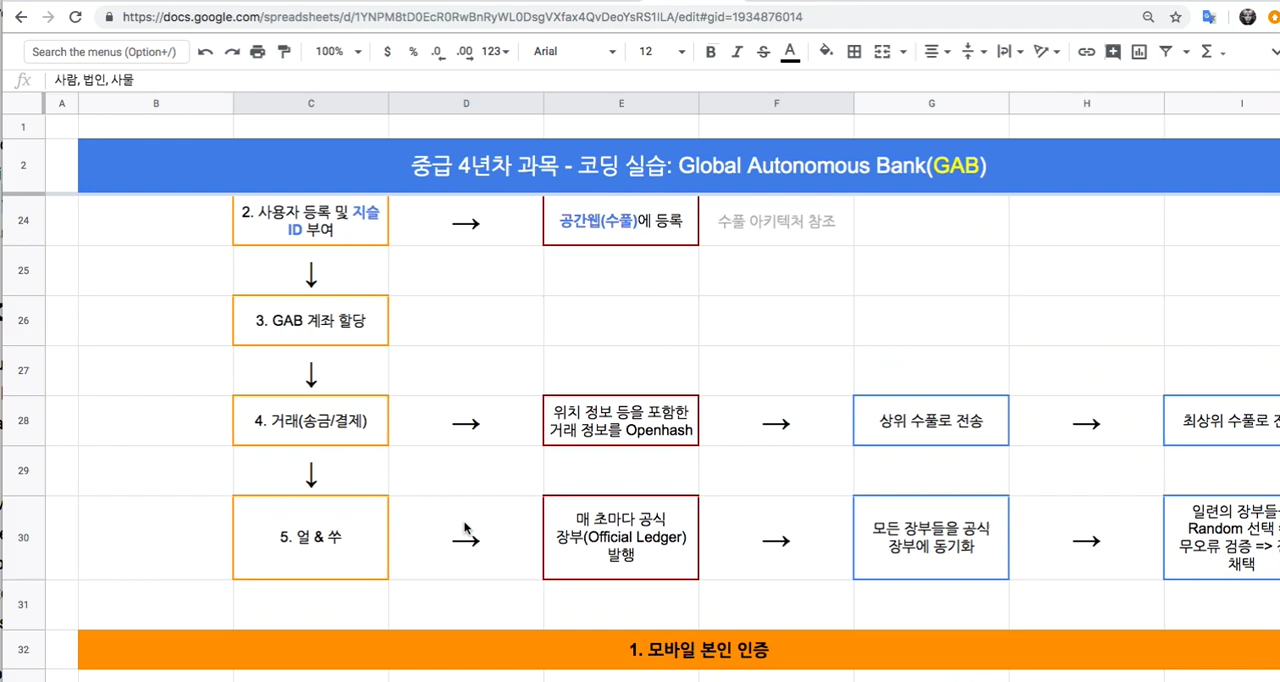 https://docs.google.com/spreadsheets/d/1YNPM8tD0EcR0RwBnRyWL0DsgVXfax4QvDeoYsRS1ILA/edit#gid=1934876014
Search the menus (Option+/)
100%
$
%
.0
.00
123
Arial
12
B
I
S
A
Σ
fx
사람, 법인, 사물
A B C D E F G H I
1
2
중급 4년차 과목 - 코딩 실습: Global Autonomous Bank(GAB)
24
2. 사용자 등록 및 지슬
ID 부여
→
공간웹(수풀)에 등록
수풀 아키텍처 참조
25
↓
26
3. GAB 계좌 할당
27
↓
28
4. 거래(송금/결제)
→
위치 정보 등을 포함한
거래 정보를 Openhash
→
상위 수풀로 전송
→
최상위 수풀로
29
↓
30
5. 얼 & 쑤
→
매 초마다 공식
장부(Official Ledger)
발행
→
모든 장부들을 공식
장부에 동기화
→
일련의 장부들
Random 선택
무오류 검증 =>
채택
31
32
1. 모바일 본인 인증